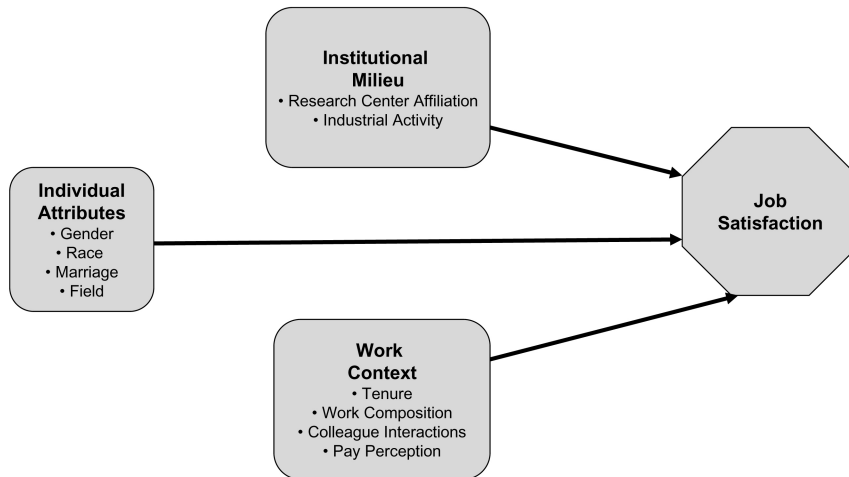 Institutional
Milieu
• Research Center Affiliation
• Industrial Activity
Individual
Attributes
• Gender
• Race
• Marriage
• Field
Job
Satisfaction
Work
Context
• Tenure
• Work Composition
• Colleague Interactions
• Pay Perception